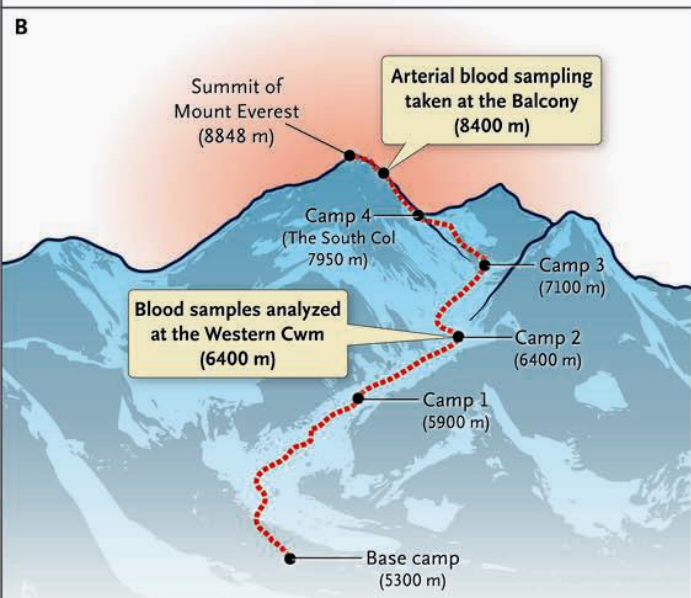 B
Summit of
Mount Everest
(8848 m)
Arterial blood sampling
taken at the Balcony
(8400 m)
Camp 4
(The South Col
7950 m)
Camp 3
(7100 m)
Blood samples analyzed
at the Western Cwm
(6400 m)
Camp 2
(6400 m)
Camp 1
(5900 m)
Base camp
(5300 m)